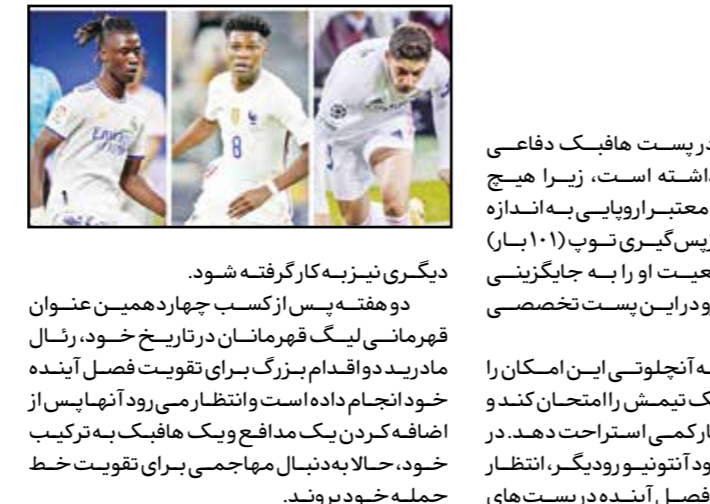 در پست هافبک دفاعی
داشته است، زیرا هیچ
معتبر اروپایی به اندازه
بازپس‌گیری توپ (۱۰۱ بار)
او را به جایگزینی
در این پست تخصصی
به آنچلوتی این امکان را
تیمش را امتحان کند و
کمی استراحت دهد. در
آنتونیو رودیگر، انتظار
فصل آینده در پست‌های
دیگری نیز به کار گرفته شود.
دو هفته پس از کسب چهاردهمین عنوان
قهرمانی لیگ قهرمانان در تاریخ خود، رئال
مادرید دو اقدام بزرگ برای تقویت فصل آینده
خود انجام داده است و انتظار می‌رود آنها پس از
اضافه کردن یک مدافع و یک هافبک به ترکیب
خود، حالا به‌دنبال مهاجمی برای تقویت خط
حمله خود بروند.
8